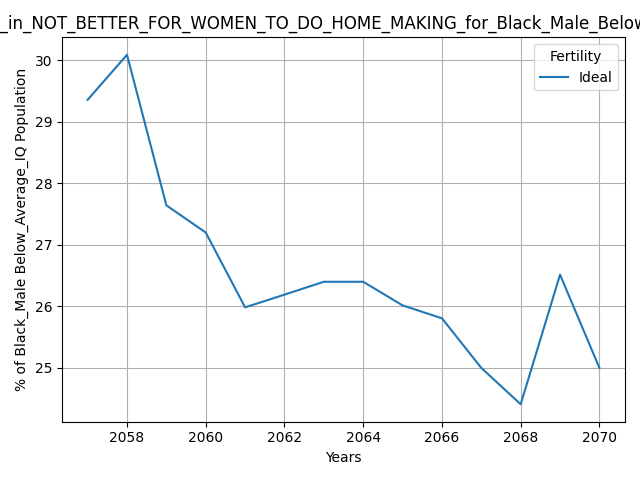 _in_NOT_BETTER_FOR_WOMEN_TO_DO_HOME_MAKING_for_Black_Male_Below
Fertility
Ideal
% of Black_Male Below_Average_IQ Population
30
29
28
27
26
25
2058 2060 2062 2064 2066 2068 2070
Years